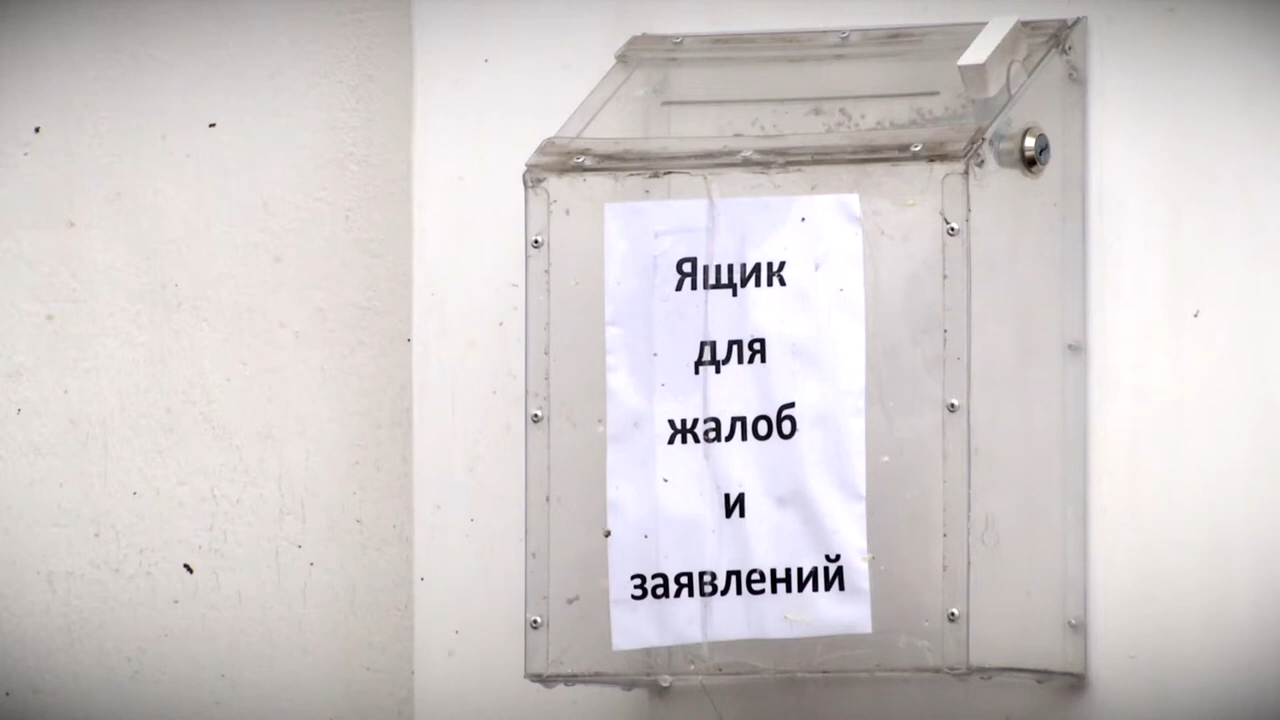 Ящик
для
жалоб
и
заявлений